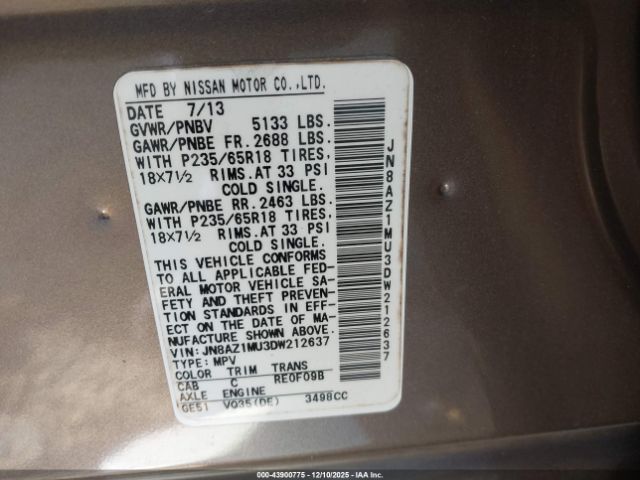 MFD BY NISSAN MOTOR CO.,LTD.
DATE 7/13
GVWR/PNBV 5133 LBS.
GAWR/PNBE FR. 2688 LBS.
WITH P235/65R18 TIRES,
18X7½ RIMS.AT 33 PSI
COLD SINGLE.
GAWR/PNBE RR. 2463 LBS.
WITH P235/65R18 TIRES,
18X7½ RIMS.AT 33 PSI
COLD SINGLE.
THIS VEHICLE CONFORMS
TO ALL APPLICABLE FED-
ERAL MOTOR VEHICLE SA-
FETY AND THEFT PREVEN-
TION STANDARDS IN EFF-
ECT ON THE DATE OF MA-
NUFACTURE SHOWN ABOVE.
VIN: JN8AZ1MU3DW212637
TYPE: MPV
COLOR TRIM TRANS
CAB C RE0F09B
AXLE ENGINE
GE51 VQ35(DE) 3498CC
JN8AZ1MU3DW212637
000-43900775 - 12/10/2025 - IAA Inc.